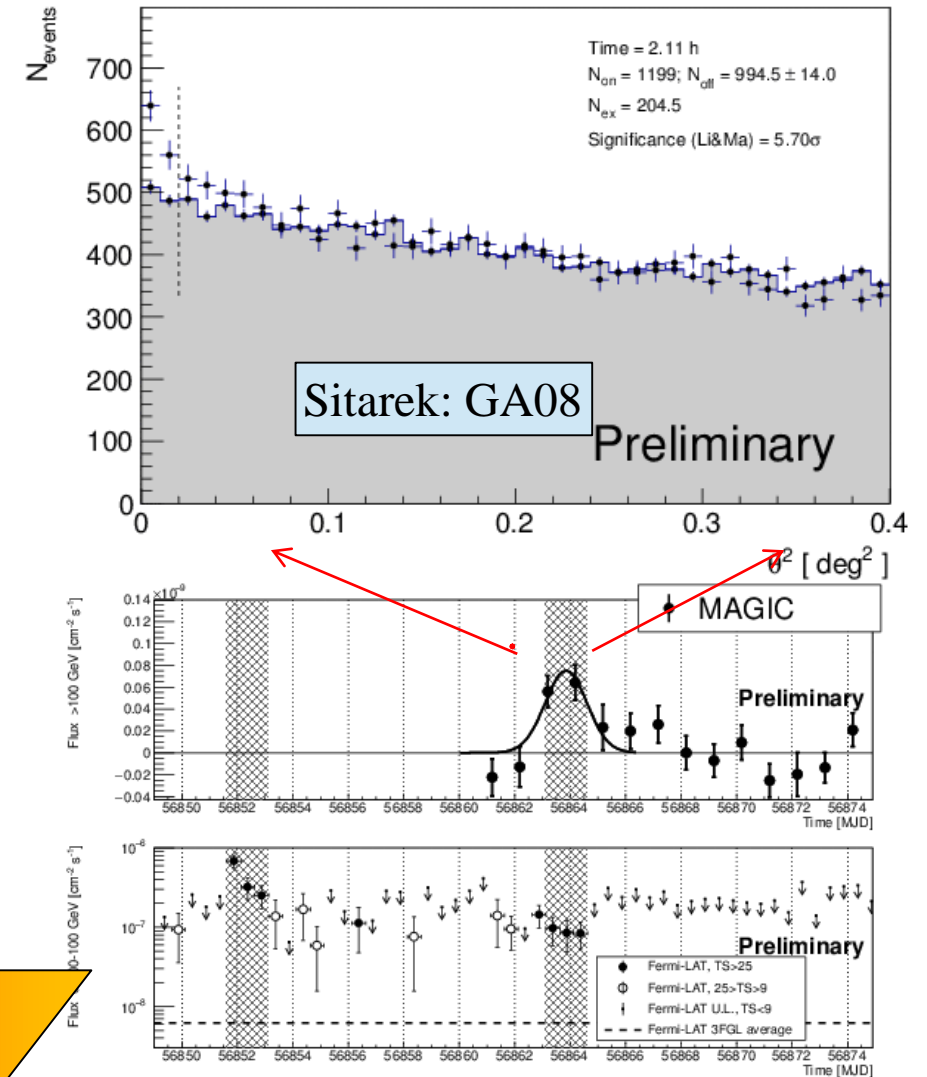 N_events
700
600
500
400
300
200
100
0
Time = 2.11 h
N_on = 1199; N_off = 994.5 ± 14.0
N_ex = 204.5
Significance (Li&Ma) = 5.70σ
Sitarek: GA08
Preliminary
0 0.1 0.2 0.3 0.4
θ² [ deg² ]
×10⁻⁹
Flux >100 GeV [cm⁻² s⁻¹]
0.14
0.12
0.1
0.08
0.06
0.04
0.02
0
−0.02
−0.04
MAGIC
Preliminary
56850 56852 56854 56856 56858 56860 56862 56864 56866 56868 56870 56872 56874
Time [MJD]
00-100 GeV [cm⁻² s⁻¹]
10⁻⁶
10⁻⁷
10⁻⁸
Preliminary
Fermi-LAT, TS>25
Fermi-LAT, 25>TS>9
Fermi-LAT U.L., TS<9
Fermi-LAT 3FGL average
56850 56852 56854 56856 56858 56860 56862 56864 56866 56868 56870 56872 56874
Time [MJD]